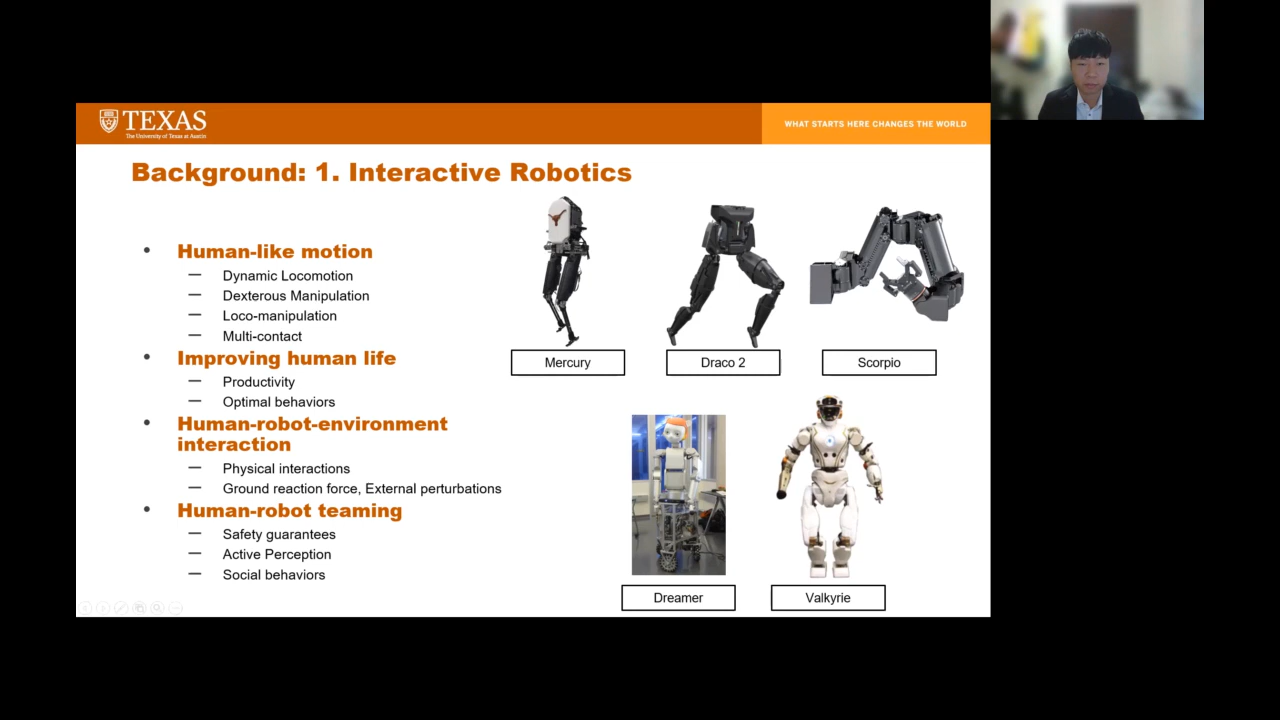 TEXAS
The University of Texas at Austin
WHAT STARTS HERE CHANGES THE WORLD
Background: 1. Interactive Robotics
• Human-like motion
— Dynamic Locomotion
— Dexterous Manipulation
— Loco-manipulation
— Multi-contact
• Improving human life
— Productivity
— Optimal behaviors
• Human-robot-environment
interaction
— Physical interactions
— Ground reaction force, External perturbations
• Human-robot teaming
— Safety guarantees
— Active Perception
— Social behaviors
Mercury
Draco 2
Scorpio
Dreamer
Valkyrie